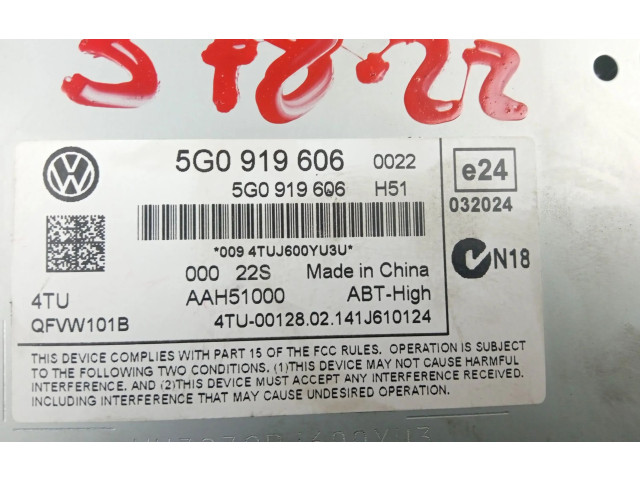 S78.22
5G0 919 606 0022
5G0 919 606 H51
e24
032024
*009 4TUJ600YU3U*
N18
000 22S Made in China
4TU AAH51000 ABT-High
QFVW101B 4TU-00128.02.141J610124
THIS DEVICE COMPLIES WITH PART 15 OF THE FCC RULES. OPERATION IS SUBJECT
TO THE FOLLOWING TWO CONDITIONS. (1)THIS DEVICE MAY NOT CAUSE HARMFUL
INTERFERENCE. AND (2)THIS DEVICE MUST ACCEPT ANY INTERFERENCE RECEIVED.
INCLUDING INTERFERENCE THAT MAY CAUSE UNDESIRED OPERATION.